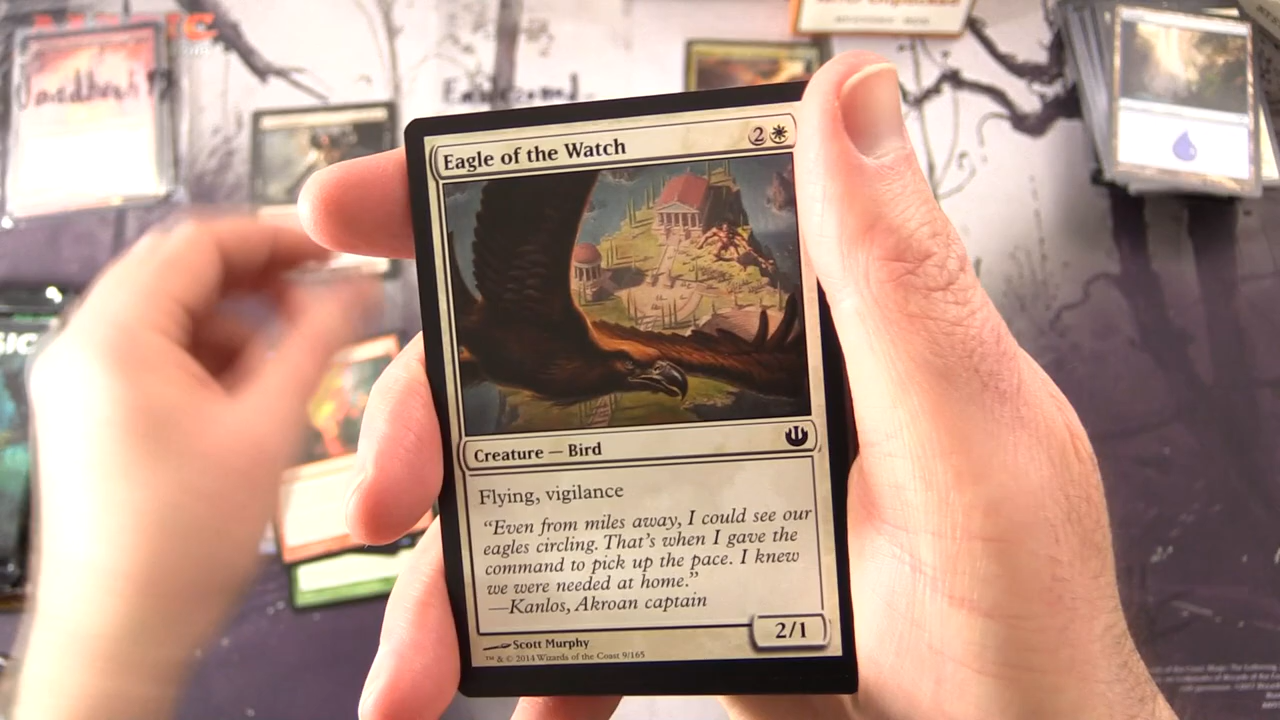 MAGIC
Eagle of the Watch
2
Creature — Bird
Flying, vigilance
“Even from miles away, I could see our
eagles circling. That’s when I gave the
command to pick up the pace. I knew
we were needed at home.”
—Kanlos, Akroan captain
2/1
Scott Murphy
™ & © 2014 Wizards of the Coast 9/165